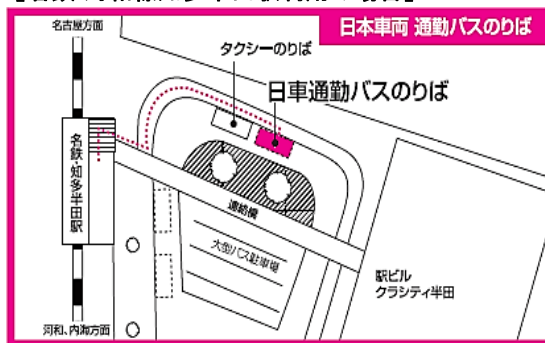 日本車両 通勤バスのりば
名古屋方面
タクシーのりば
日車通勤バスのりば
名鉄・知多半田駅
連絡橋
大型バス駐車場
駅ビル
クラシティ半田
河和、内海方面